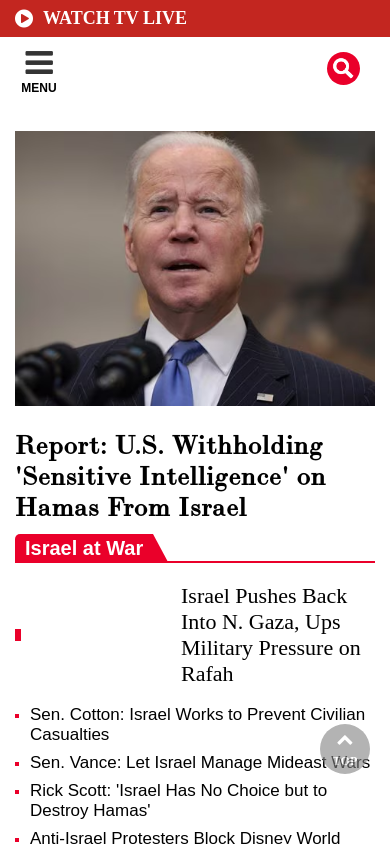 WATCH TV LIVE
MENU
Report: U.S. Withholding
'Sensitive Intelligence' on
Hamas From Israel
Israel at War
Israel Pushes Back
Into N. Gaza, Ups
Military Pressure on
Rafah
Sen. Cotton: Israel Works to Prevent Civilian
Casualties
Sen. Vance: Let Israel Manage Mideast Wars
Rick Scott: 'Israel Has No Choice but to
Destroy Hamas'
Anti-Israel Protesters Block Disney World
Top